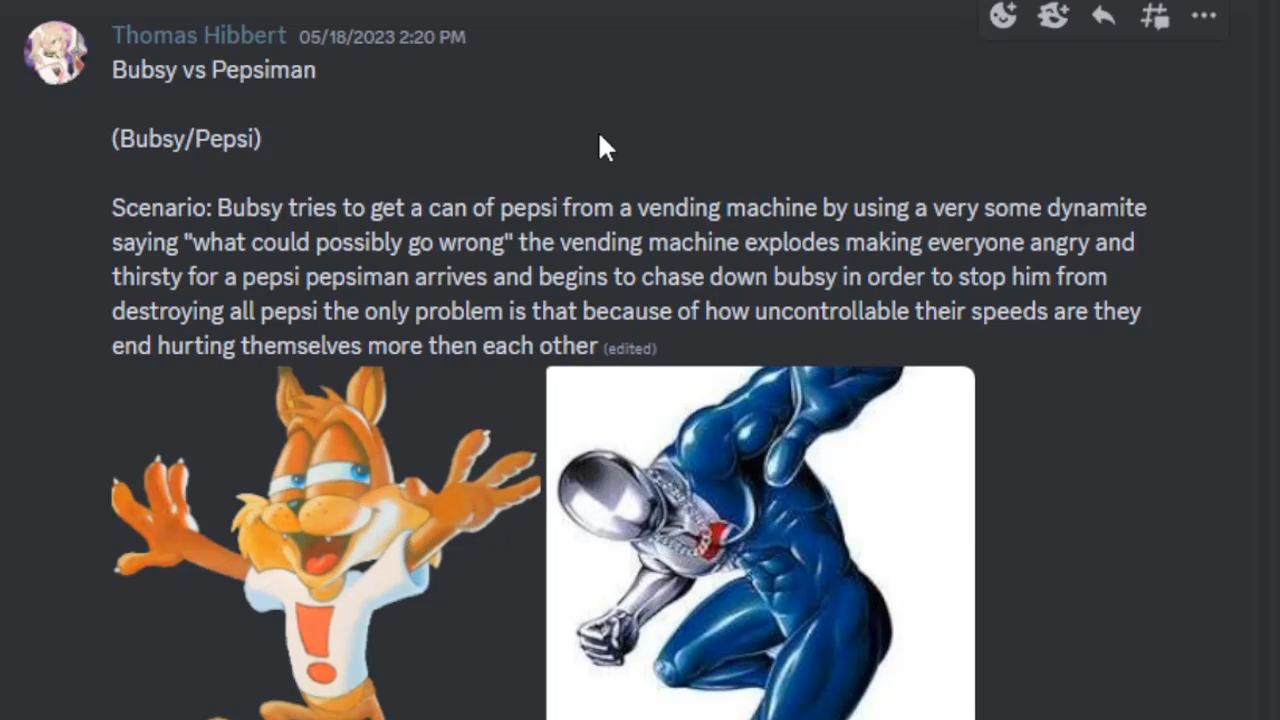 Thomas Hibbert 05/18/2023 2:20 PM
Bubsy vs Pepsiman
(Bubsy/Pepsi)
Scenario: Bubsy tries to get a can of pepsi from a vending machine by using a very some dynamite
saying "what could possibly go wrong" the vending machine explodes making everyone angry and
thirsty for a pepsi pepsiman arrives and begins to chase down bubsy in order to stop him from
destroying all pepsi the only problem is that because of how uncontrollable their speeds are they
end hurting themselves more then each other (edited)
!